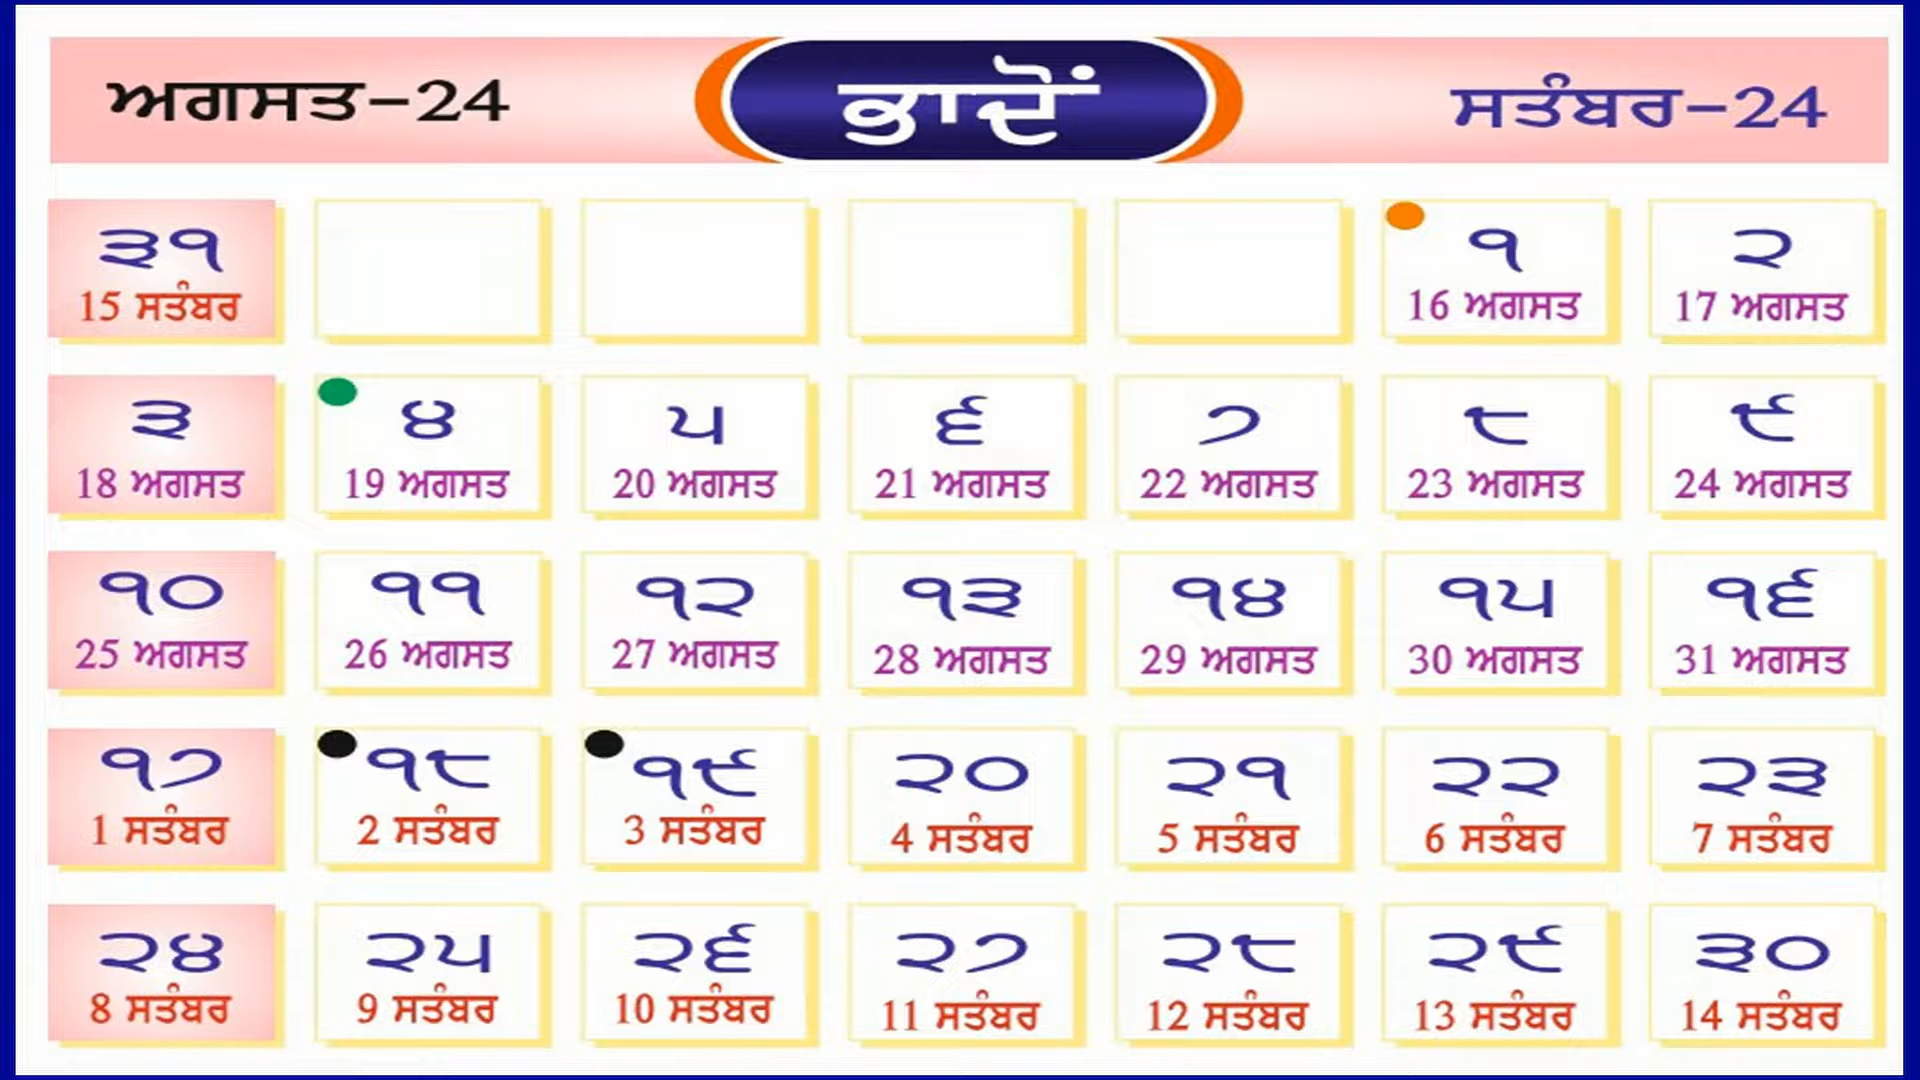 ਅਗਸਤ-24 ਭਾਦੋਂ ਸਤੰਬਰ-24
੩੧ ੧ ੨
15 ਸਤੰਬਰ 16 ਅਗਸਤ 17 ਅਗਸਤ
੩ ੪ ੫ ੬ ੭ ੮ ੯
18 ਅਗਸਤ 19 ਅਗਸਤ 20 ਅਗਸਤ 21 ਅਗਸਤ 22 ਅਗਸਤ 23 ਅਗਸਤ 24 ਅਗਸਤ
੧੦ ੧੧ ੧੨ ੧੩ ੧੪ ੧੫ ੧੬
25 ਅਗਸਤ 26 ਅਗਸਤ 27 ਅਗਸਤ 28 ਅਗਸਤ 29 ਅਗਸਤ 30 ਅਗਸਤ 31 ਅਗਸਤ
੧੭ ੧੮ ੧੯ ੨੦ ੨੧ ੨੨ ੨੩
1 ਸਤੰਬਰ 2 ਸਤੰਬਰ 3 ਸਤੰਬਰ 4 ਸਤੰਬਰ 5 ਸਤੰਬਰ 6 ਸਤੰਬਰ 7 ਸਤੰਬਰ
੨੪ ੨੫ ੨੬ ੨੭ ੨੮ ੨੯ ੩੦
8 ਸਤੰਬਰ 9 ਸਤੰਬਰ 10 ਸਤੰਬਰ 11 ਸਤੰਬਰ 12 ਸਤੰਬਰ 13 ਸਤੰਬਰ 14 ਸਤੰਬਰ